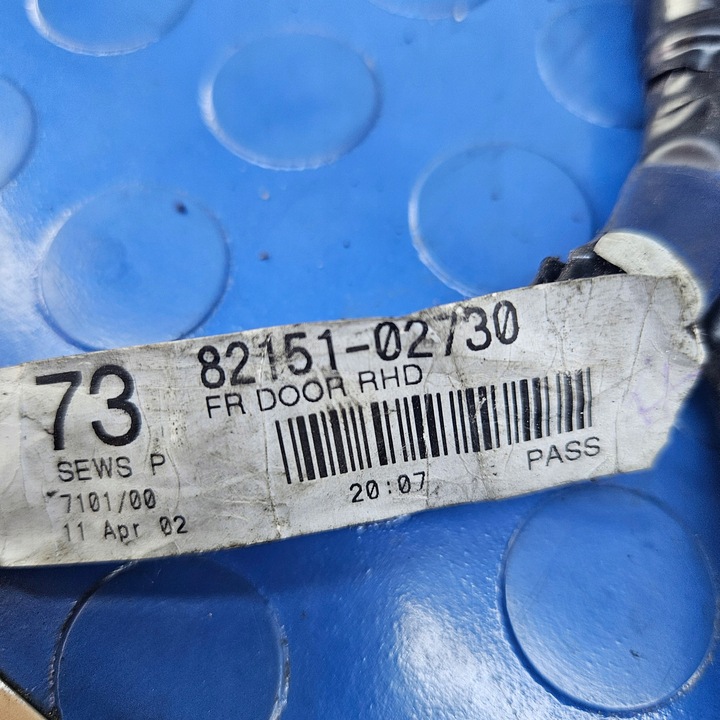 73
82151-02730
FR DOOR RHD
SEWS P
7101/00
11 Apr 02
20:07
PASS